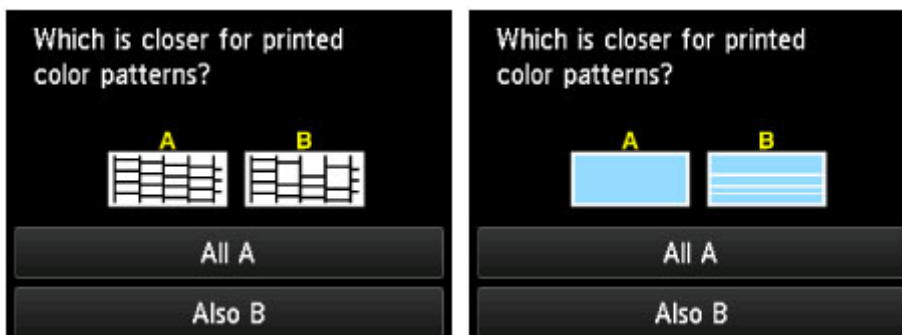 Which is closer for printed
color patterns?
A B
All A
Also B
Which is closer for printed
color patterns?
A B
All A
Also B